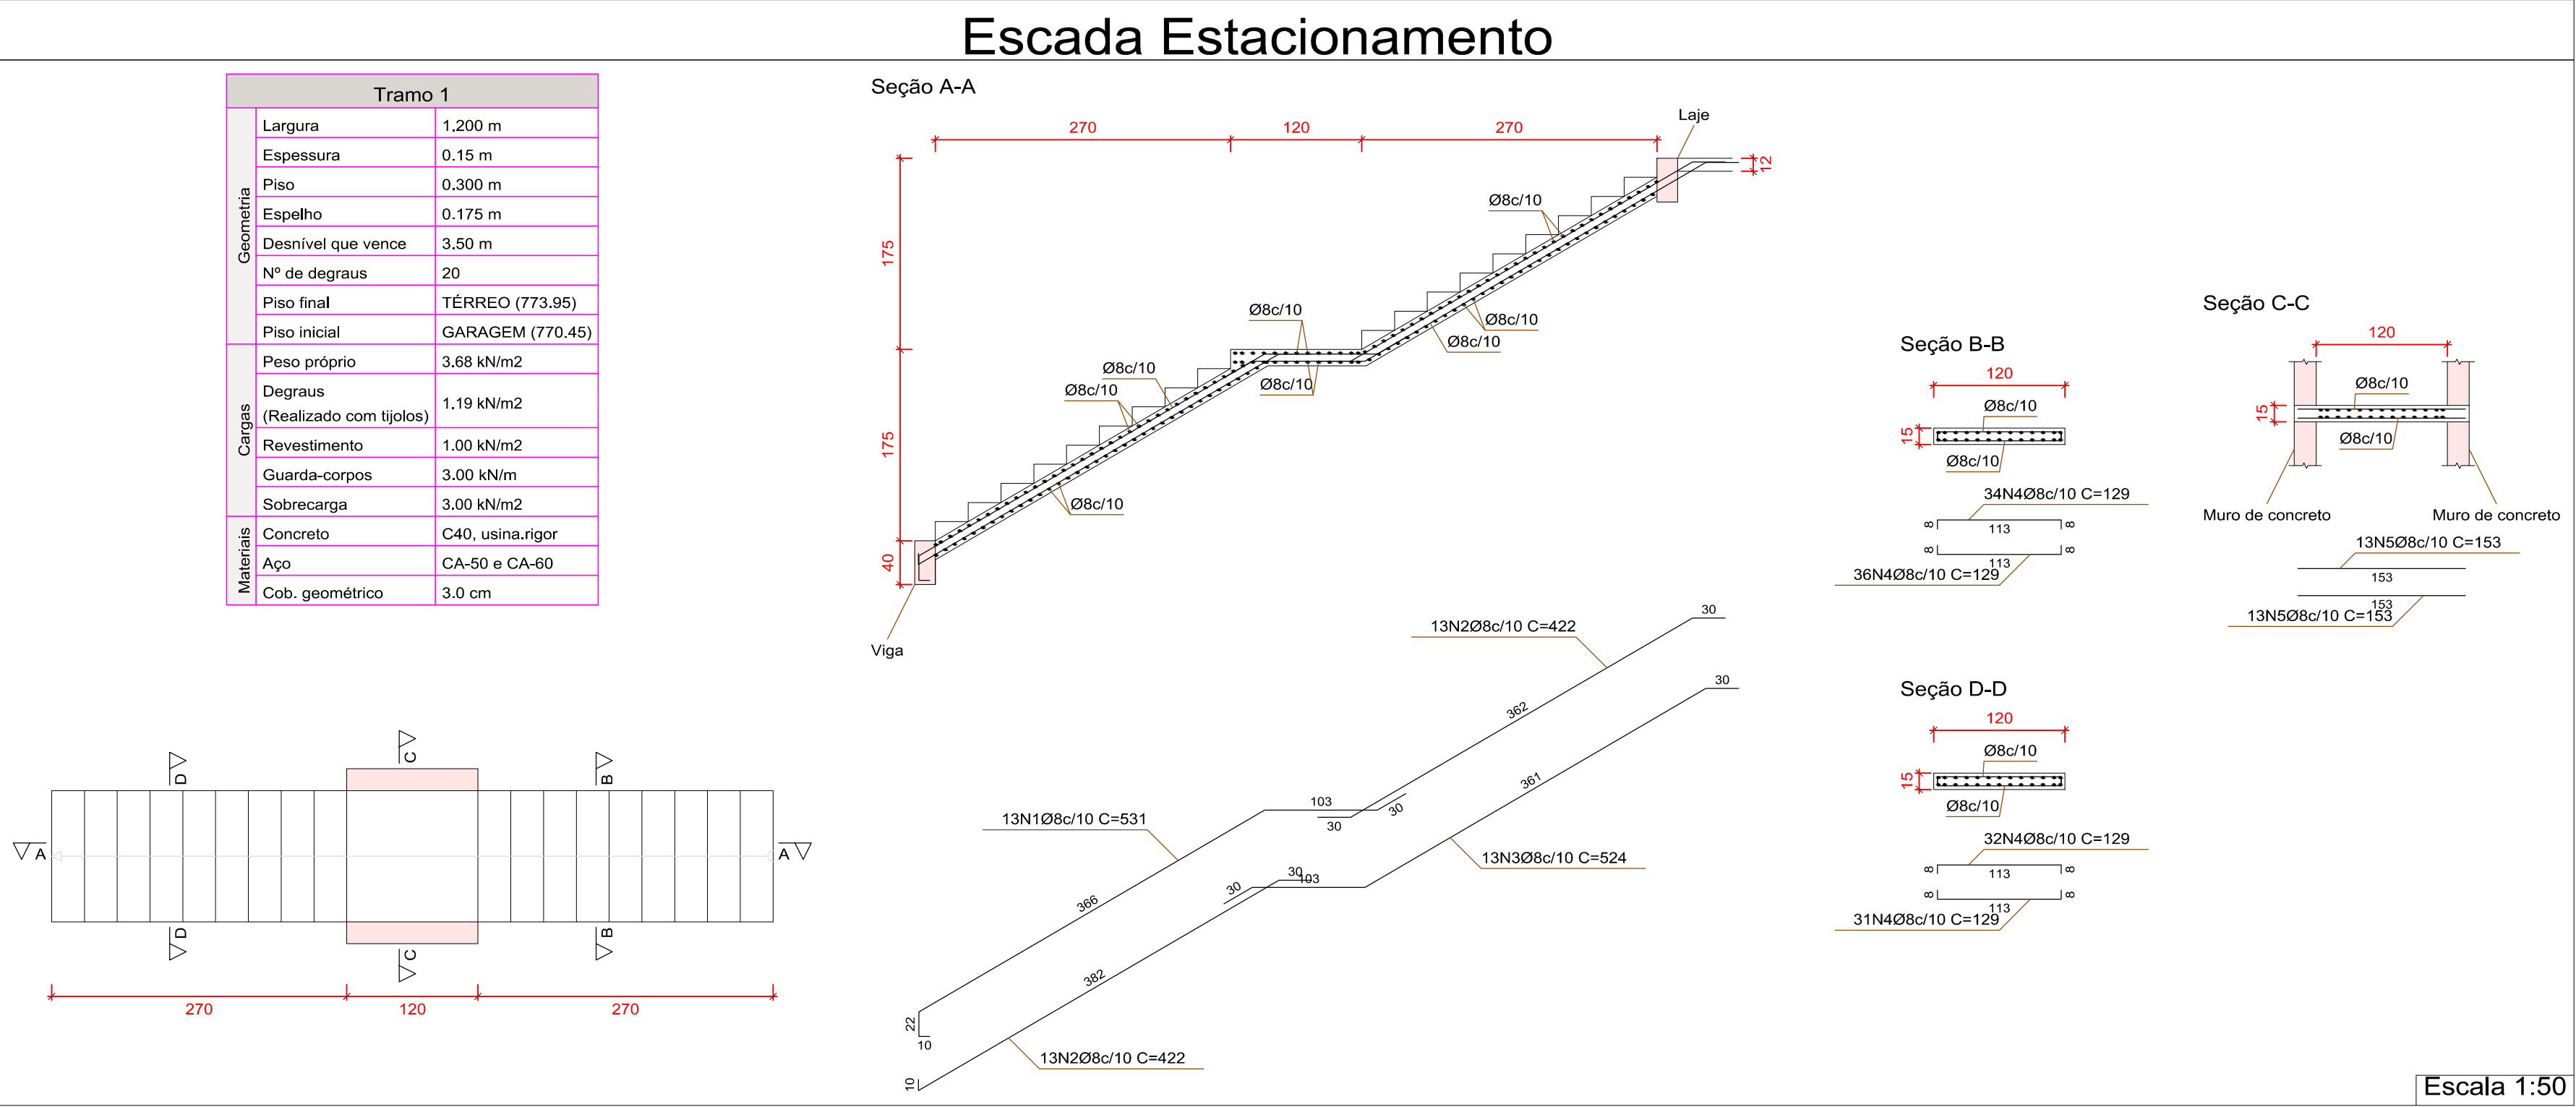 Escada Estacionamento
Tramo 1
Geometria
Largura 1.200 m
Espessura 0.15 m
Piso 0.300 m
Espelho 0.175 m
Desnível que vence 3.50 m
Nº de degraus 20
Piso final TÉRREO (773.95)
Piso inicial GARAGEM (770.45)
Cargas
Peso próprio 3.68 kN/m2
Degraus
(Realizado com tijolos) 1.19 kN/m2
Revestimento 1.00 kN/m2
Guarda-corpos 3.00 kN/m
Sobrecarga 3.00 kN/m2
Materiais
Concreto C40, usina.rigor
Aço CA-50 e CA-60
Cob. geométrico 3.0 cm
D
C
B
A
A
D
C
B
270
120
270
Seção A-A
270
120
270
Laje
12
175
175
40
Ø8c/10
Ø8c/10
Ø8c/10
Ø8c/10
Ø8c/10
Ø8c/10
Ø8c/10
Ø8c/10
Ø8c/10
Viga
13N2Ø8c/10 C=422
30
362
30
13N1Ø8c/10 C=531
103
30
30
361
13N3Ø8c/10 C=524
30
103
30
366
382
22
10
13N2Ø8c/10 C=422
10
Seção B-B
120
Ø8c/10
15
Ø8c/10
34N4Ø8c/10 C=129
8
113
8
8
113
8
36N4Ø8c/10 C=129
Seção C-C
120
Ø8c/10
15
Ø8c/10
Muro de concreto
Muro de concreto
13N5Ø8c/10 C=153
153
153
13N5Ø8c/10 C=153
Seção D-D
120
Ø8c/10
15
Ø8c/10
32N4Ø8c/10 C=129
8
113
8
8
113
8
31N4Ø8c/10 C=129
Escala 1:50